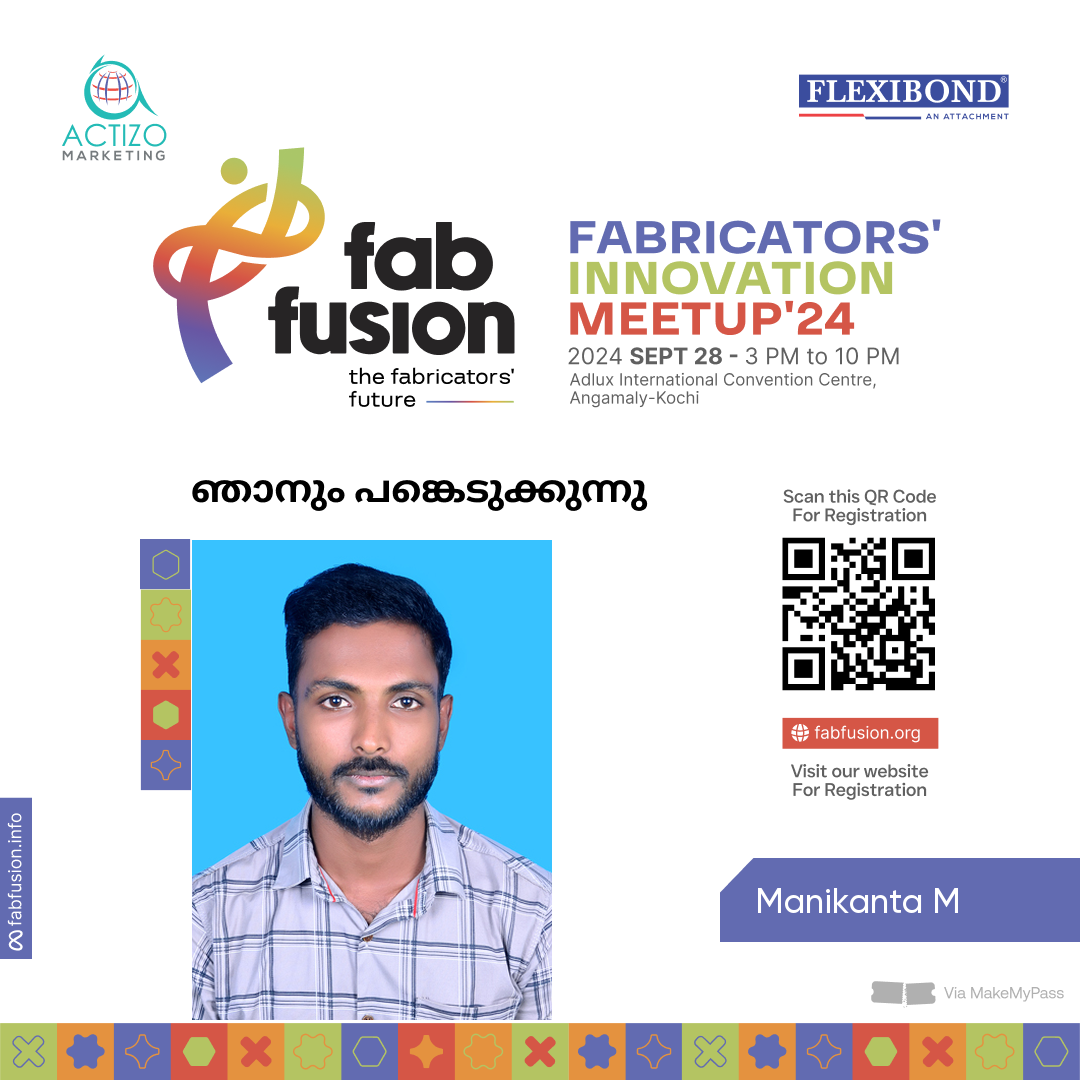 ACTIZO
MARKETING
FLEXIBOND®
AN ATTACHMENT
fab
fusion
the fabricators'
future
FABRICATORS'
INNOVATION
MEETUP'24
2024 SEPT 28 - 3 PM to 10 PM
Adlux International Convention Centre,
Angamaly-Kochi
ഞാനും പങ്കെടുക്കുന്നു
Scan this QR Code
For Registration
fabfusion.org
Visit our website
For Registration
fabfusion.info
Manikanta M
Via MakeMyPass